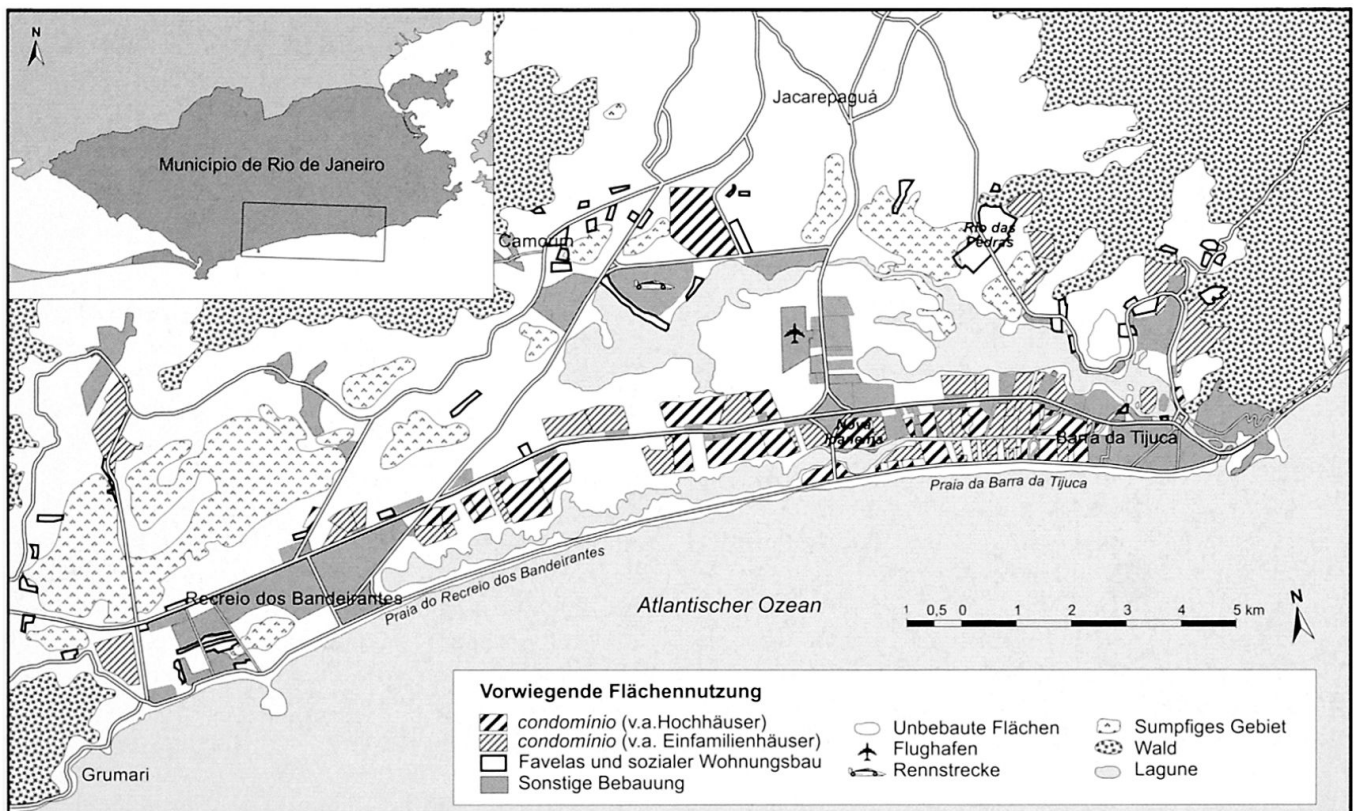 N
Município de Rio de Janeiro
Jacarepaguá
Camorim
Rio das
Pedras
Nova
Ipanema
Barra da Tijuca
Praia da Barra da Tijuca
Praia do Recreio dos Bandeirantes
Recreio dos Bandeirantes
Atlantischer Ozean
N
1 0,5 0 1 2 3 4 5 km
Grumari
Vorwiegende Flächennutzung
condomínio (v.a.Hochhäuser)
condomínio (v.a. Einfamilienhäuser)
Favelas und sozialer Wohnungsbau
Sonstige Bebauung
Unbebaute Flächen
Flughafen
Rennstrecke
Sumpfiges Gebiet
Wald
Lagune